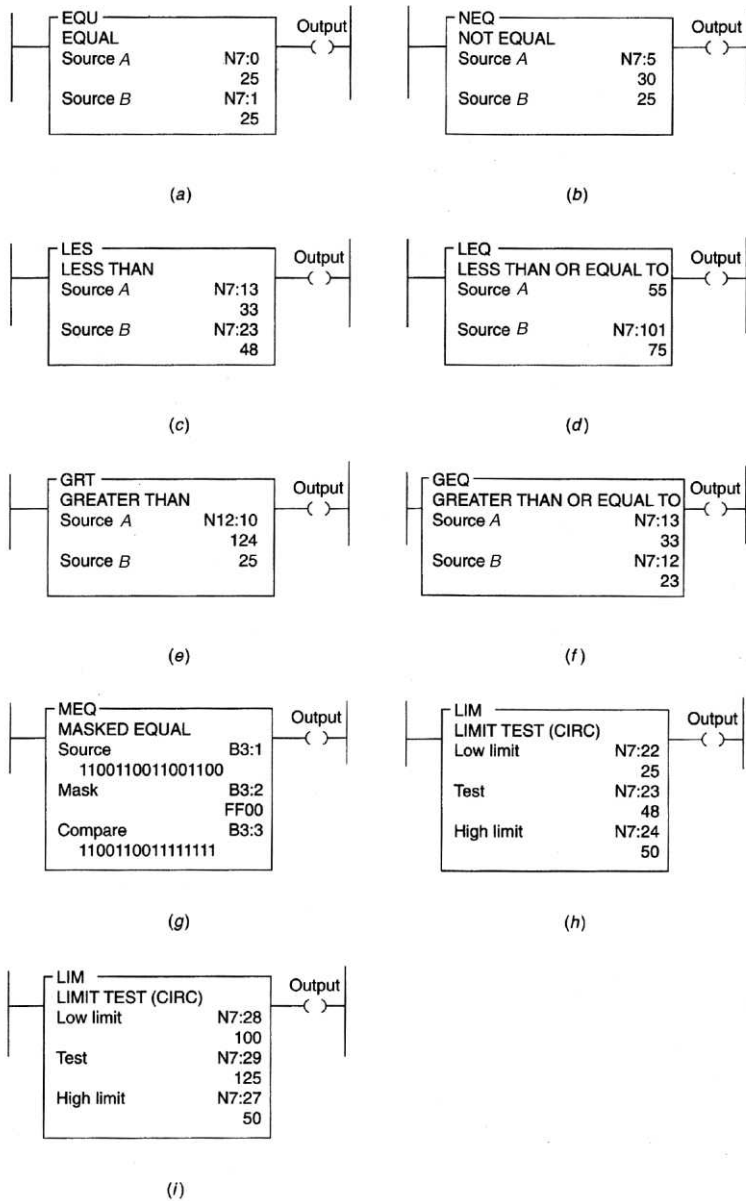 EQU
EQUAL
Source A N7:0
25
Source B N7:1
25
Output
(a)
NEQ
NOT EQUAL
Source A N7:5
30
Source B 25
Output
(b)
LES
LESS THAN
Source A N7:13
33
Source B N7:23
48
Output
(c)
LEQ
LESS THAN OR EQUAL TO
Source A 55
Source B N7:101
75
Output
(d)
GRT
GREATER THAN
Source A N12:10
124
Source B 25
Output
(e)
GEQ
GREATER THAN OR EQUAL TO
Source A N7:13
33
Source B N7:12
23
Output
(f)
MEQ
MASKED EQUAL
Source B3:1
1100110011001100
Mask B3:2
FF00
Compare B3:3
1100110011111111
Output
(g)
LIM
LIMIT TEST (CIRC)
Low limit N7:22
25
Test N7:23
48
High limit N7:24
50
Output
(h)
LIM
LIMIT TEST (CIRC)
Low limit N7:28
100
Test N7:29
125
High limit N7:27
50
Output
(i)